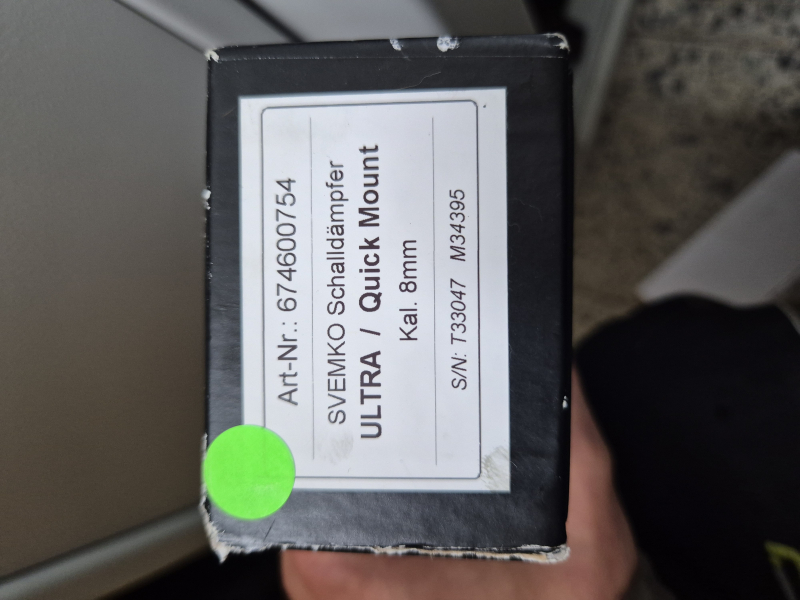 Art-Nr.: 674600754
SVEMKO Schalldämpfer
ULTRA / Quick Mount
Kal. 8mm
S/N: T33047 M34395